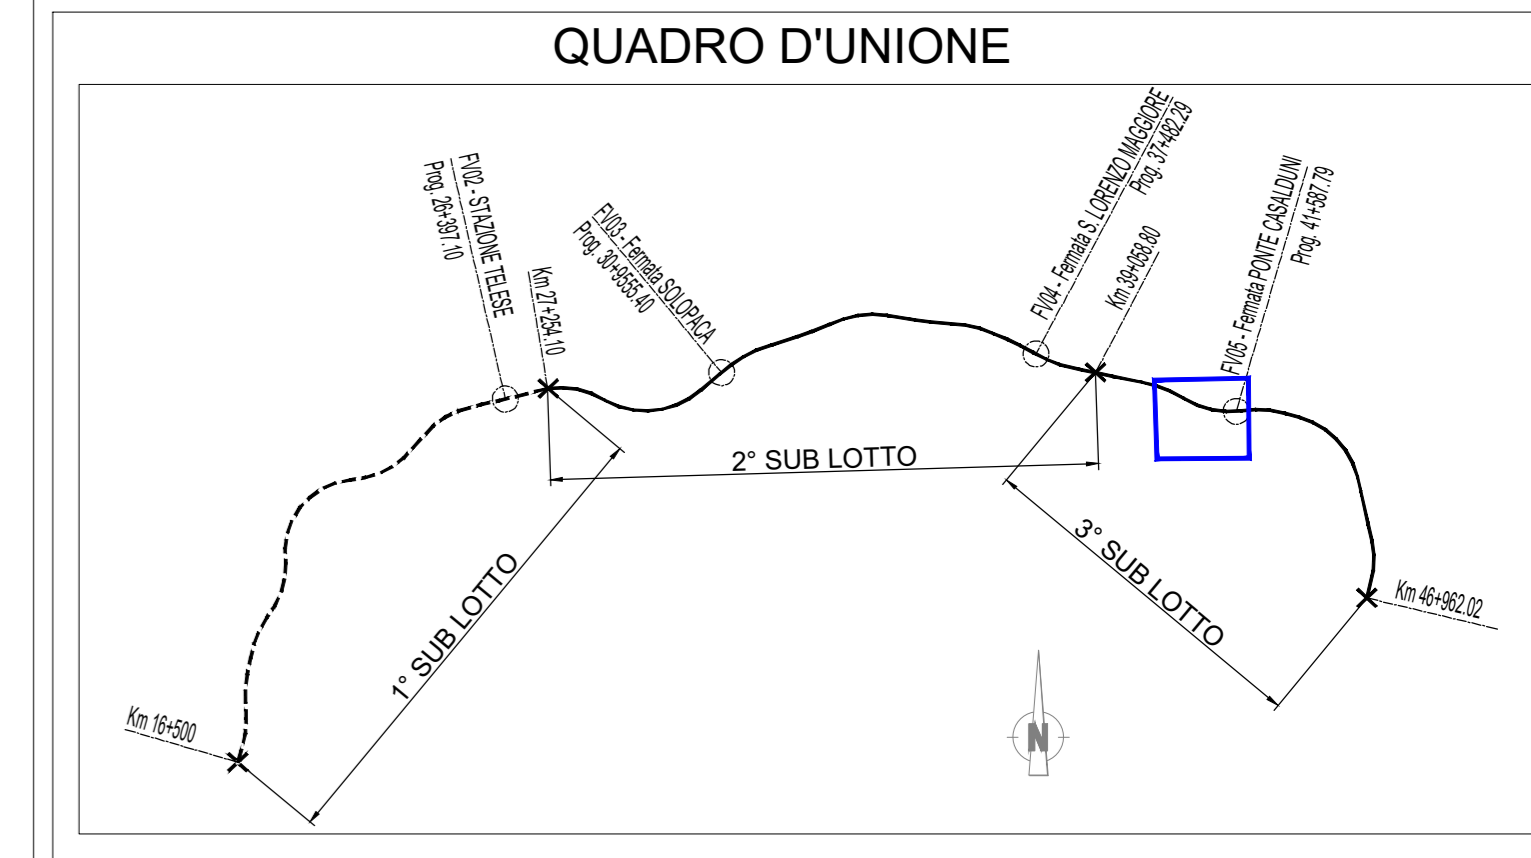 QUADRO D'UNIONE
FV02 - STAZIONE TELESE
Prog. 26+397.10
Km 27+254.10
FV03 - Fermata SOLOPACA
Prog. 30+9555.40
FV04 - Fermata S. LORENZO MAGGIORE
Prog. 37+482.29
Km 39+058.80
FV05 - Fermata PONTE CASALDUNI
Prog. 41+587.79
2° SUB LOTTO
1° SUB LOTTO
3° SUB LOTTO
Km 46+962.02
Km 16+500
N